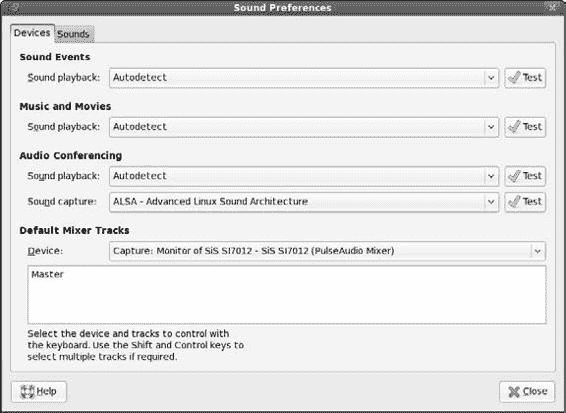 Sound Preferences
Devices
Sounds
Sound Events
Sound playback: Autodetect Test
Music and Movies
Sound playback: Autodetect Test
Audio Conferencing
Sound playback: Autodetect Test
Sound capture: ALSA - Advanced Linux Sound Architecture Test
Default Mixer Tracks
Device: Capture: Monitor of SiS SI7012 - SiS SI7012 (PulseAudio Mixer)
Master
Select the device and tracks to control with
the keyboard. Use the Shift and Control keys to
select multiple tracks if required.
Help
Close